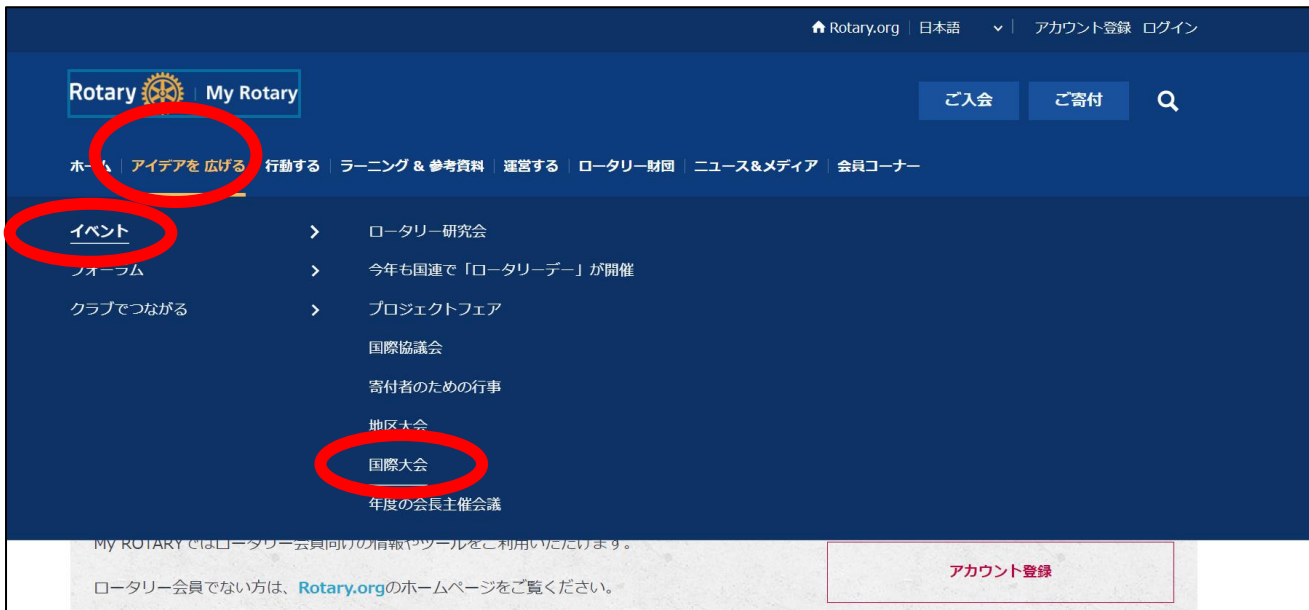 Rotary.org 日本語 アカウント登録 ログイン
Rotary My Rotary
ご入会 ご寄付
ホーム アイデアを 広げる 行動する ラーニング & 参考資料 運営する ロータリー財団 ニュース&メディア 会員コーナー
イベント
フォーラム
クラブでつながる
ロータリー研究会
今年も国連で「ロータリーデー」が開催
プロジェクトフェア
国際協議会
寄付者のための行事
地区大会
国際大会
年度の会長主催会議
My ROTARYではロータリー会員向けの情報やツールをご利用いただけます。
ロータリー会員でない方は、Rotary.orgのホームページをご覧ください。
アカウント登録